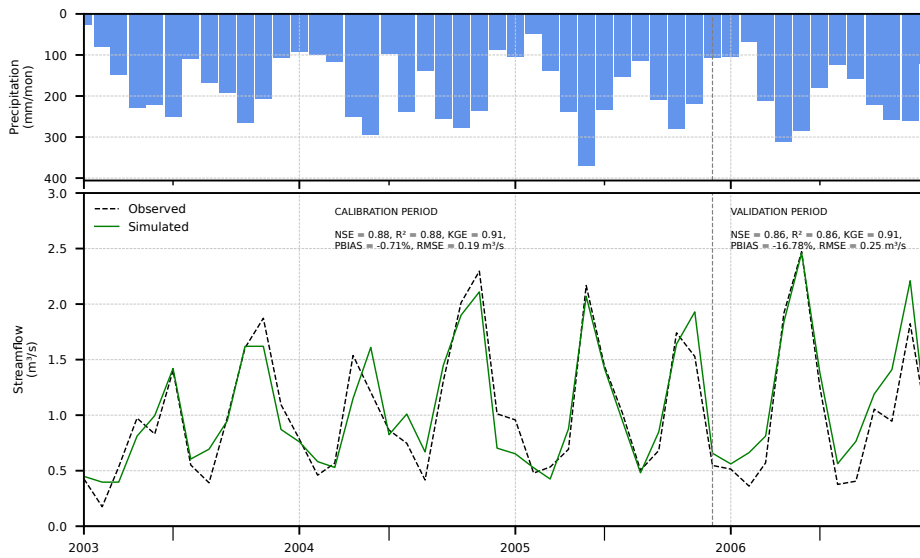 0
100
200
300
400
Precipitation
(mm/mon)
3.0
2.5
2.0
1.5
1.0
0.5
0.0
Streamflow
(m³/s)
Observed
Simulated
CALIBRATION PERIOD
NSE = 0.88, R² = 0.88, KGE = 0.91,
PBIAS = -0.71%, RMSE = 0.19 m³/s
VALIDATION PERIOD
NSE = 0.86, R² = 0.86, KGE = 0.91,
PBIAS = -16.78%, RMSE = 0.25 m³/s
2003
2004
2005
2006